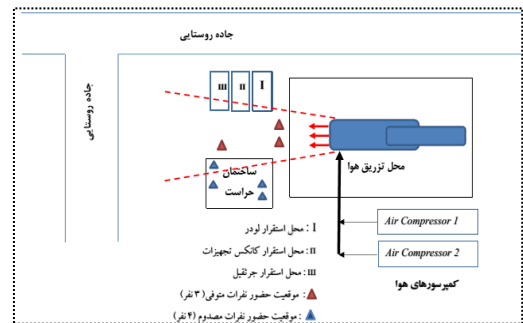 جاده روستایی
جاده روستایی
III
II
I
محل تزریق هوا
ساختمان
حراست
Air Compressor 1
Air Compressor 2
کمپرسورهای هوا
I : محل استقرار لودر
II : محل استقرار کانکس تجهیزات
III : محل استقرار جرثقیل
: موقعیت حضور نفرات متوفی (۳ نفر)
: موقعیت حضور نفرات مصدوم (۴ نفر)